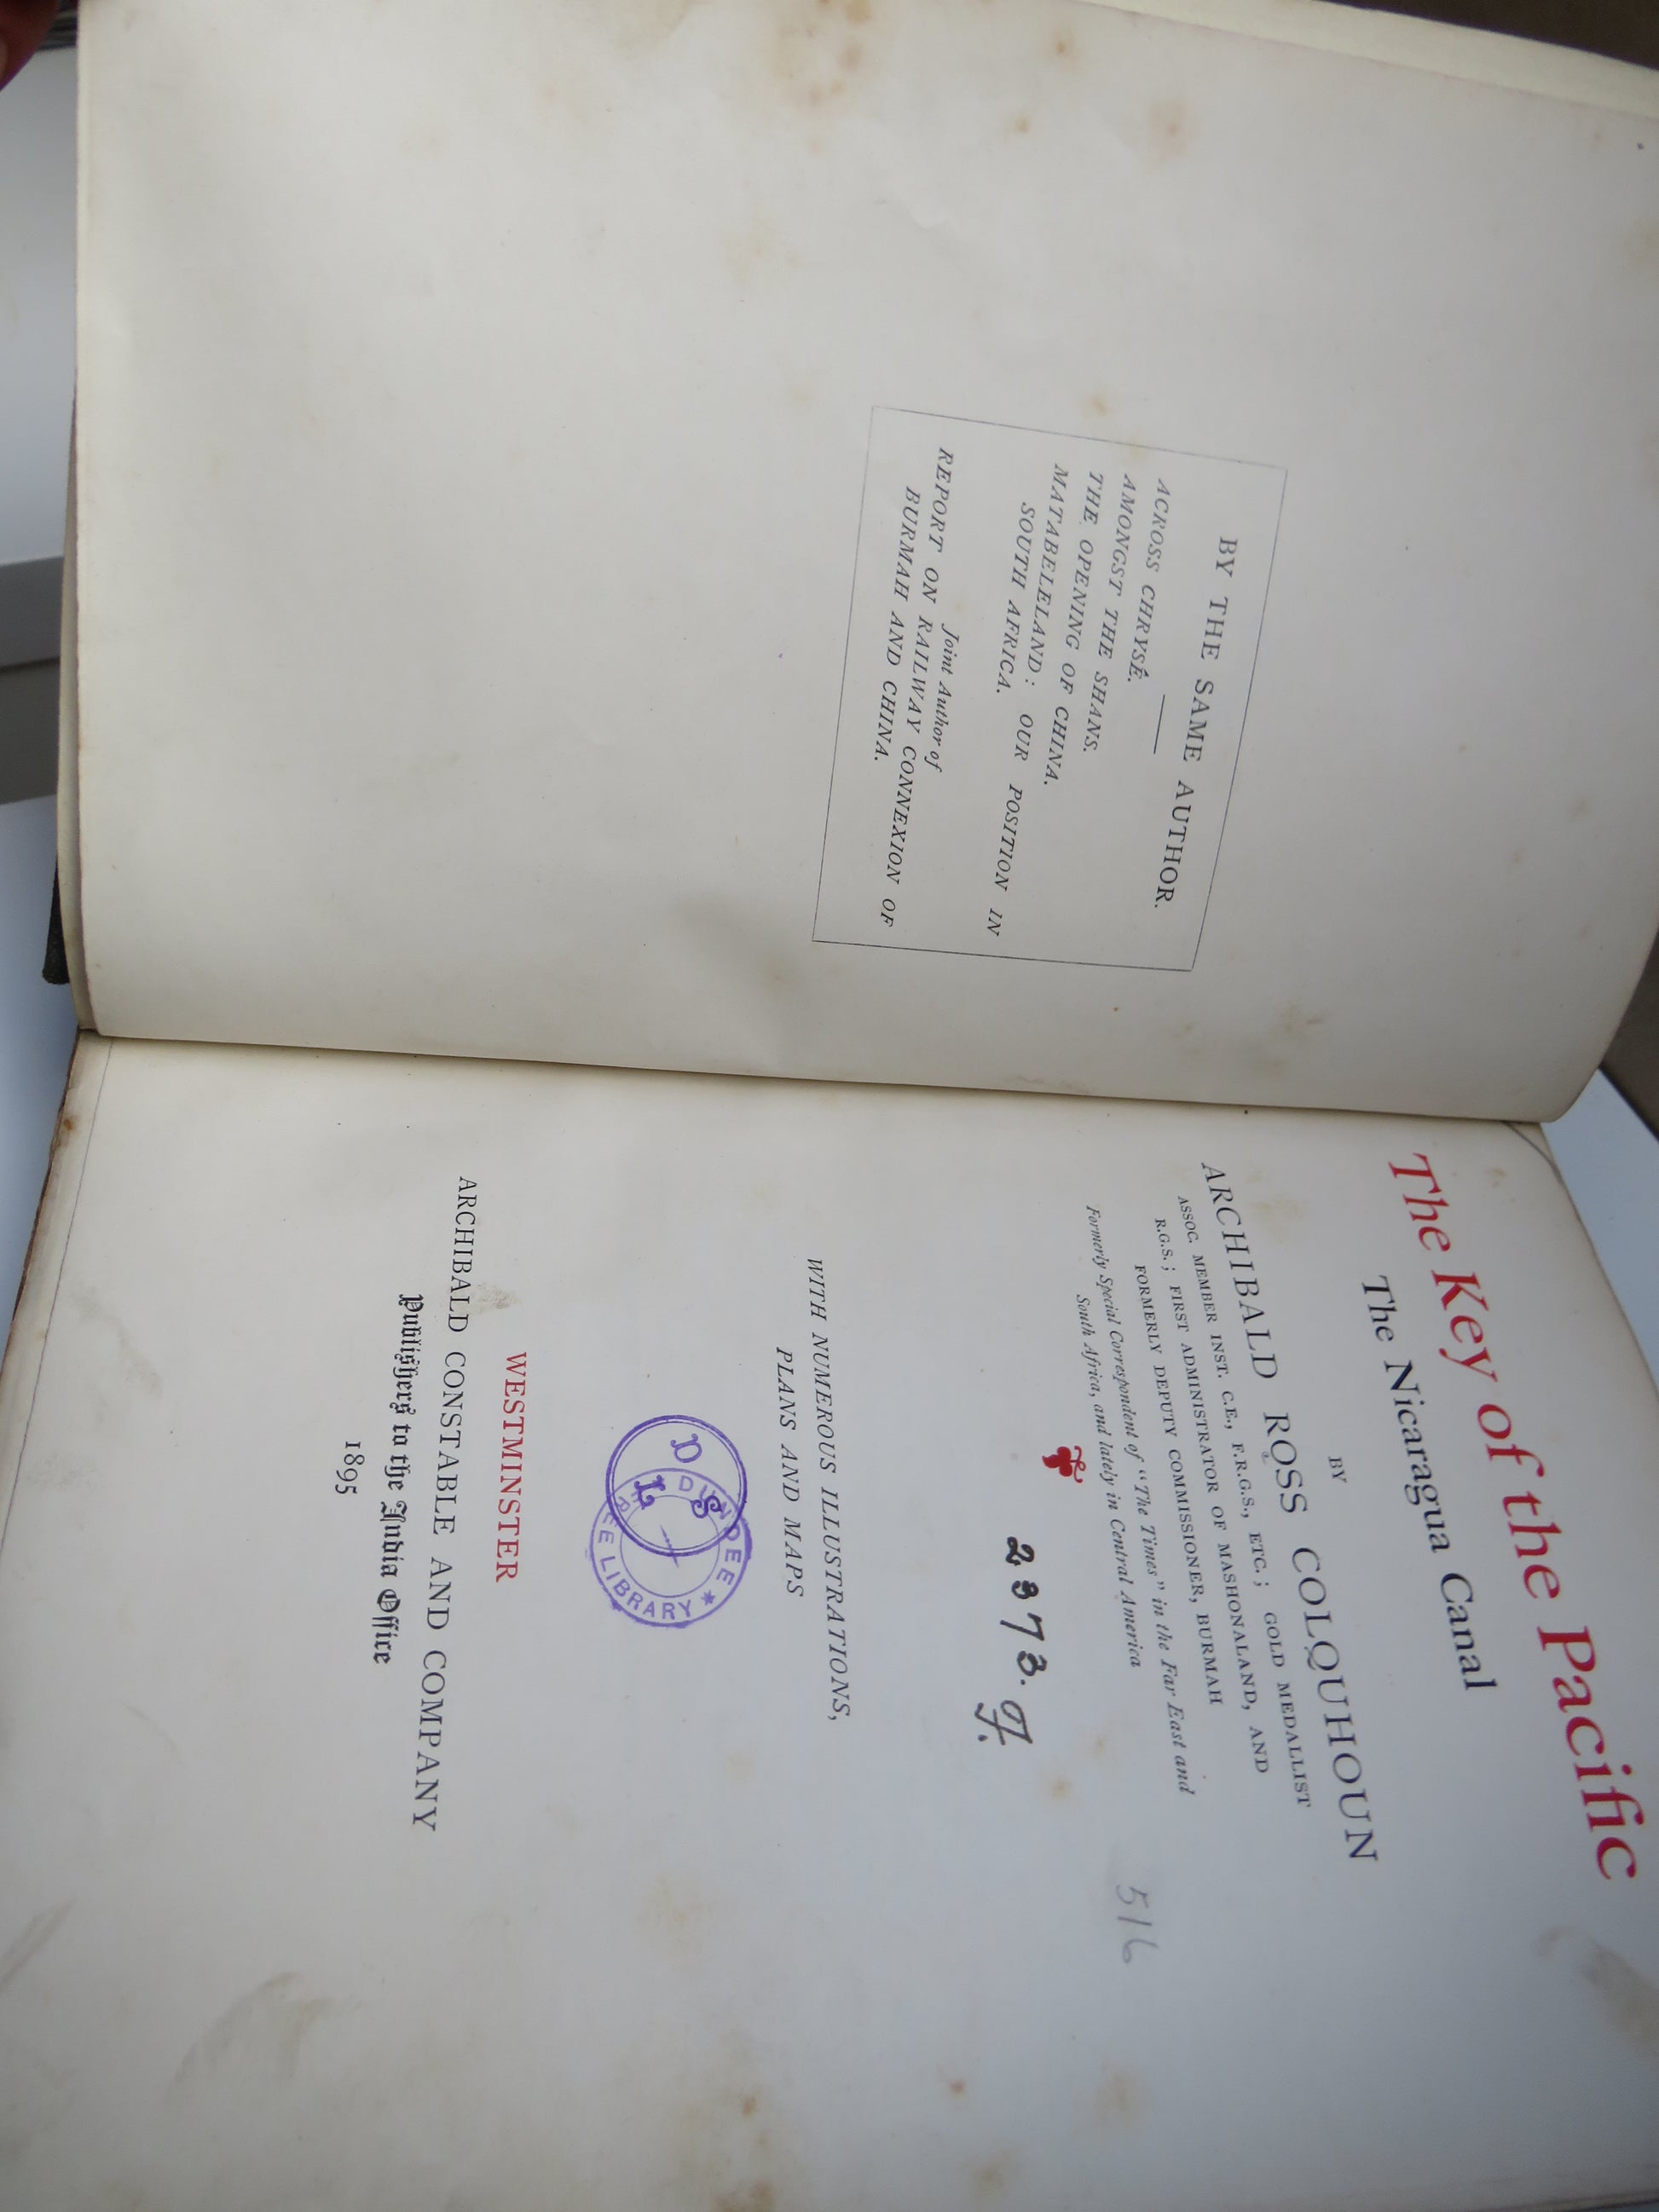 BY THE SAME AUTHOR.
ACROSS CHRYSÊ.
AMONGST THE SHANS.
THE OPENING OF CHINA.
MATABELELAND: OUR POSITION IN
SOUTH AFRICA.
Joint Author of
REPORT ON RAILWAY CONNEXION OF
BURMAH AND CHINA.
The Key of the Pacific
The Nicaragua Canal
BY
ARCHIBALD ROSS COLQUHOUN
ASSOC. MEMBER INST. C.E., F.R.G.S., ETC.; GOLD MEDALLIST
R.G.S.; FIRST ADMINISTRATOR OF MASHONALAND, AND
FORMERLY DEPUTY COMMISSIONER, BURMAH
Formerly Special Correspondent of "The Times" in the Far East and
South Africa, and lately in Central America
516
2373. g.
WITH NUMEROUS ILLUSTRATIONS,
PLANS AND MAPS
D S L
DUNDEE
LIBRARY
WESTMINSTER
ARCHIBALD CONSTABLE AND COMPANY
Publishers to the India Office
1895